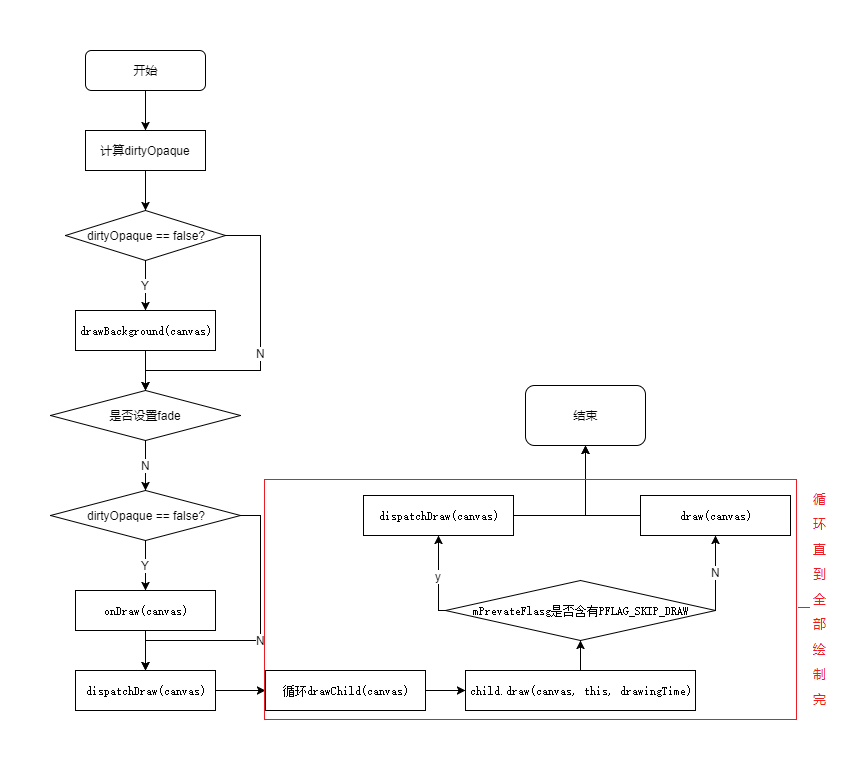 开始
计算dirtyOpaque
dirtyOpaque == false?
Y
drawBackground(canvas)
N
是否设置fade
N
dirtyOpaque == false?
Y
onDraw(canvas)
N
dispatchDraw(canvas)
循环drawChild(canvas)
child.draw(canvas, this, drawingTime)
mPrevateFlasg是否含有PFLAG_SKIP_DRAW
y
N
dispatchDraw(canvas)
draw(canvas)
结束
循
环
直
到
全
部
绘
制
完